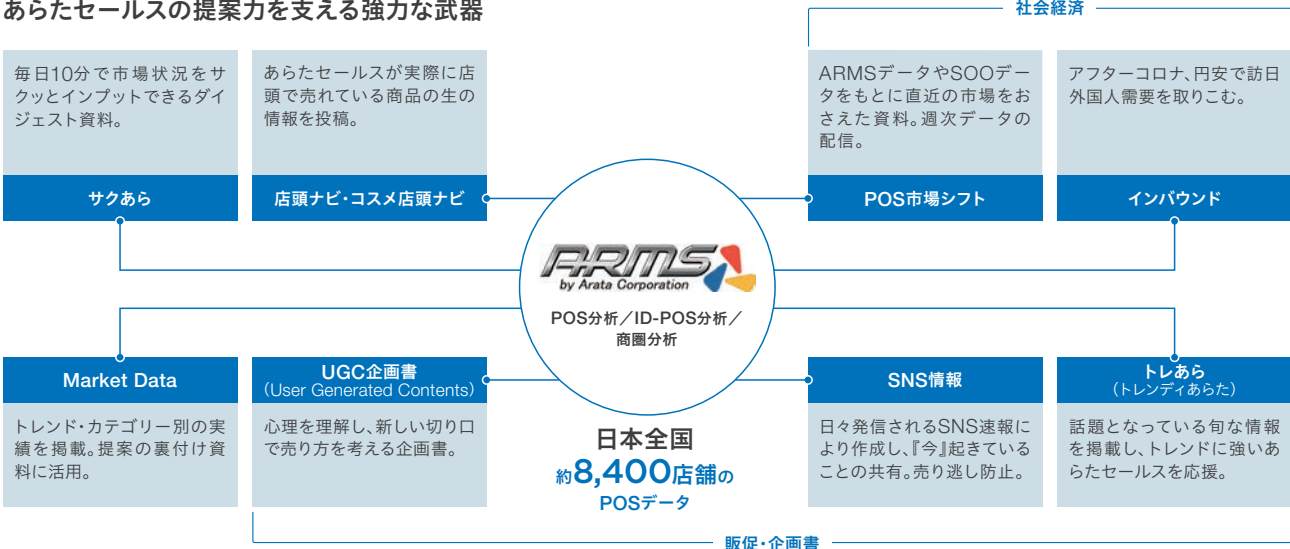 あらたセールスの提案力を支える強力な武器
社会経済
毎日10分で市場状況をサ
クッとインプットできるダイ
ジェスト資料。
サクあら
あらたセールスが実際に店
頭で売れている商品の生の
情報を投稿。
店頭ナビ・コスメ店頭ナビ
ARMSデータやSOOデー
タをもとに直近の市場をお
さえた資料。週次データの
配信。
POS市場シフト
アフターコロナ、円安で訪日
外国人需要を取りこむ。
インバウンド
ARMS
by Arata Corporation
POS分析／ID-POS分析／
商圏分析
日本全国
約8,400店舗の
POSデータ
Market Data
トレンド・カテゴリー別の実
績を掲載。提案の裏付け資
料に活用。
UGC企画書
(User Generated Contents)
心理を理解し、新しい切り口
で売り方を考える企画書。
SNS情報
日々発信されるSNS速報に
より作成し、『今』起きている
ことの共有。売り逃し防止。
トレあら
(トレンディあらた)
話題となっている旬な情報
を掲載し、トレンドに強いあ
らたセールスを応援。
販促・企画書